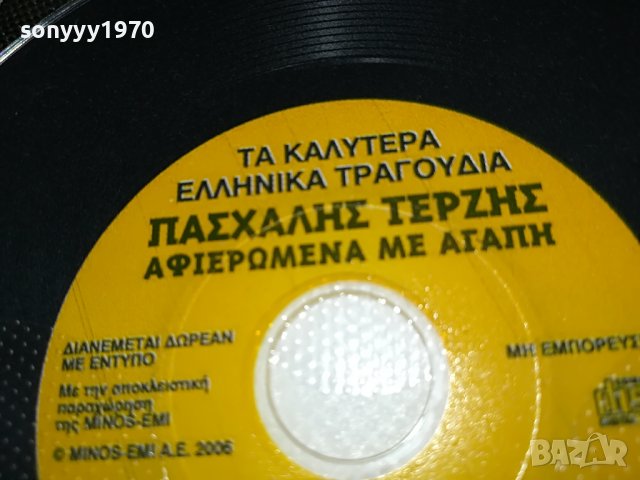 sonyyy1970
ΤΑ ΚΑΛΥΤΕΡΑ
ΕΛΛΗΝΙΚΑ ΤΡΑΓΟΥΔΙΑ
ΠΑΣΧΑΛΗΣ ΤΕΡΖΗΣ
ΑΦΙΕΡΩΜΕΝΑ ΜΕ ΑΓΑΠΗ
ΔΙΑΝΕΜΕΤΑΙ ΔΩΡΕΑΝ
ΜΕ ΕΝΤΥΠΟ
ΜΗ ΕΜΠΟΡΕΥΣ
Με την αποκλειστική
παραχώρηση
της MINOS-EMI
© MINOS-EMI A.E. 2006
BAZAR
bg